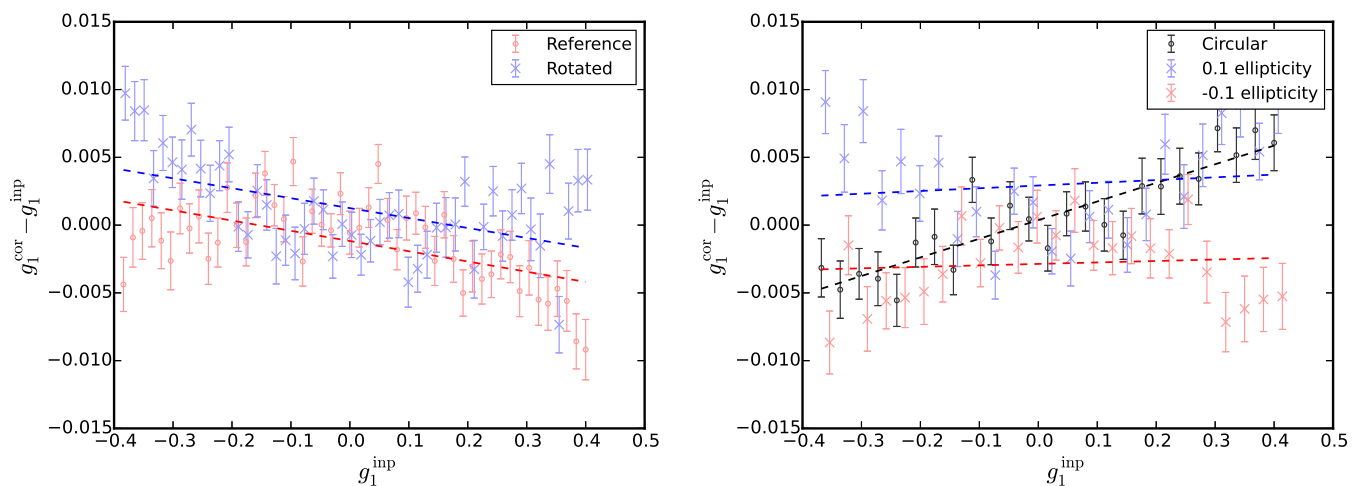 0.015
0.010
0.005
0.000
−0.005
−0.010
−0.015
g₁ᶜᵒʳ − g₁ⁱⁿᵖ
Reference
Rotated
−0.4 −0.3 −0.2 −0.1 0.0 0.1 0.2 0.3 0.4 0.5
g₁ⁱⁿᵖ
0.015
0.010
0.005
0.000
−0.005
−0.010
−0.015
g₁ᶜᵒʳ − g₁ⁱⁿᵖ
Circular
0.1 ellipticity
-0.1 ellipticity
−0.4 −0.3 −0.2 −0.1 0.0 0.1 0.2 0.3 0.4 0.5
g₁ⁱⁿᵖ